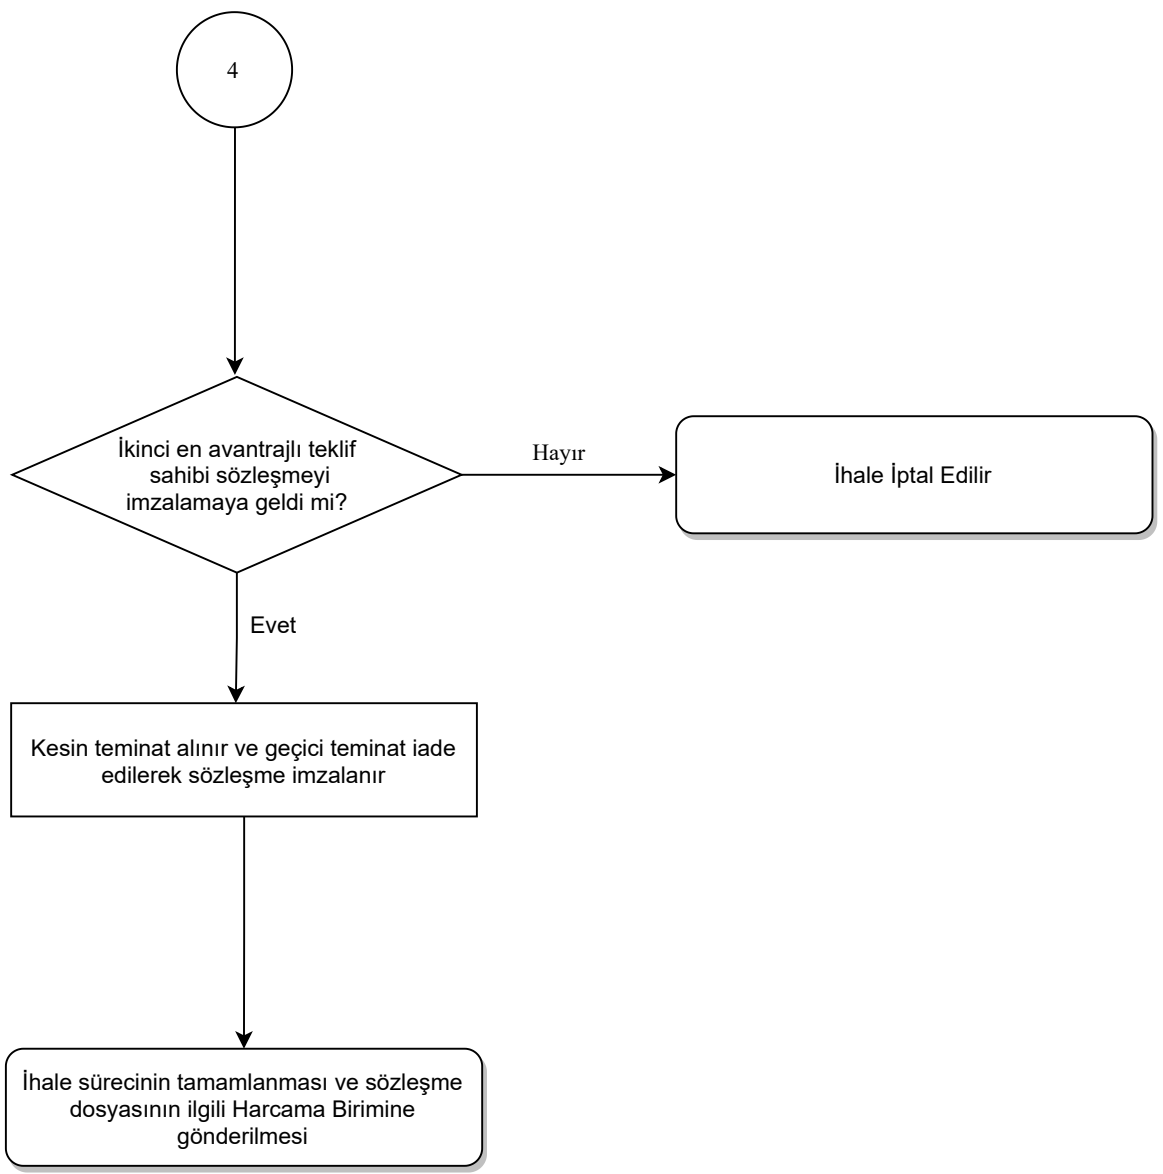 4
İkinci en avantrajlı teklif
sahibi sözleşmeyi
imzalamaya geldi mi?
Hayır
İhale İptal Edilir
Evet
Kesin teminat alınır ve geçici teminat iade
edilerek sözleşme imzalanır
İhale sürecinin tamamlanması ve sözleşme
dosyasının ilgili Harcama Birimine
gönderilmesi